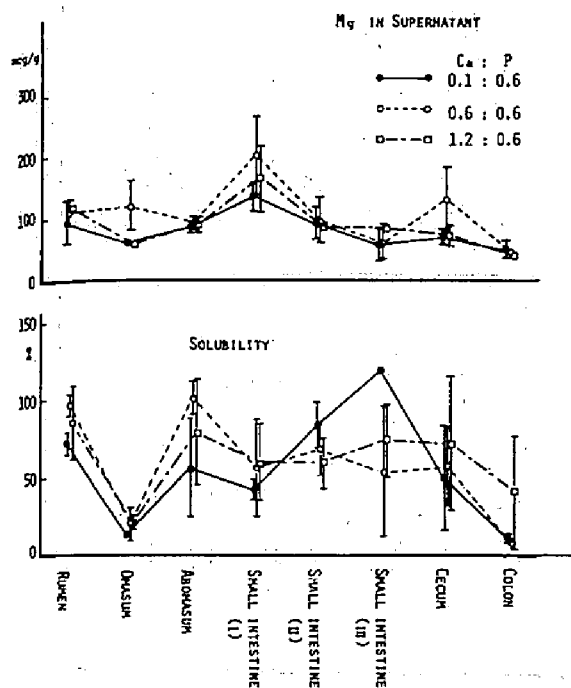 Mg IN SUPERNATANT
mcg/g
Ca : P
0.1 : 0.6
0.6 : 0.6
1.2 : 0.6
300
200
100
0
SOLUBILITY
150
%
100
50
0
RUMEN
OMASUM
ABOMASUM
SMALL INTESTINE
(I)
SMALL INTESTINE
(II)
SMALL INTESTINE
(III)
CECUM
COLON